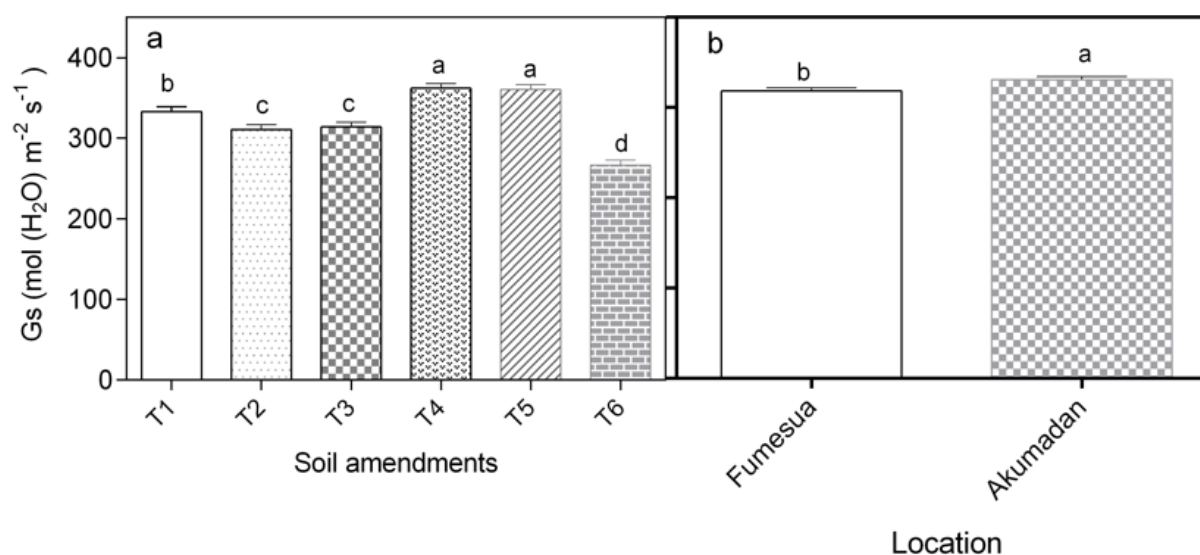 a
b
Gs (mol (H₂O) m⁻² s⁻¹ )
400
300
200
100
0
b
c
c
a
a
d
b
a
T1
T2
T3
T4
T5
T6
Soil amendments
Fumesua
Akumadan
Location